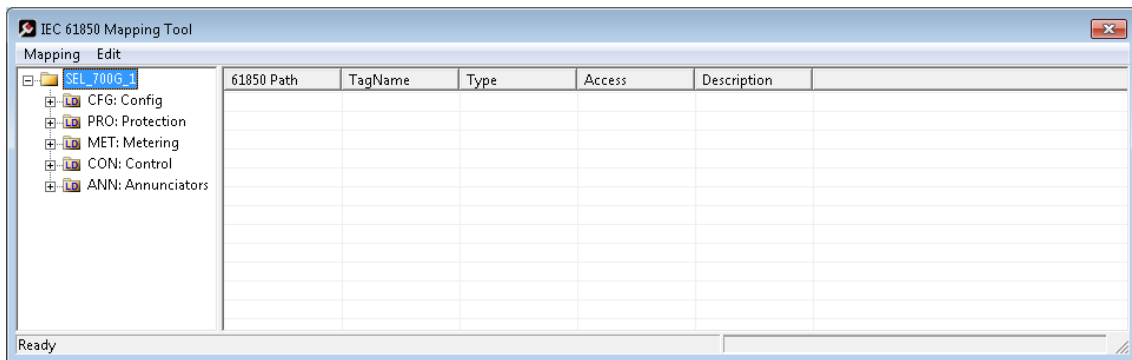 IEC 61850 Mapping Tool
Mapping Edit
SEL_700G_1
CFG: Config
PRO: Protection
MET: Metering
CON: Control
ANN: Annunciators
61850 Path TagName Type Access Description
Ready